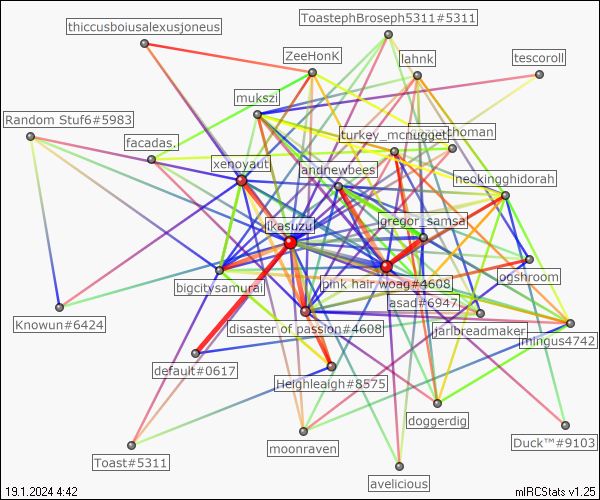 ToastephBroseph5311#5311
thiccusboiusalexusjoneus
ZeeHonK
lahnk
tescoroll
mukszi
Random Stuf6#5983
facadas.
turkey_mcnugget
choman
xenoyaut
andnewbees
neokingghidorah
ikasuzu
gregor_samsa
ogshroom
bigcitysamurai
pink hair woag#4608
asad#6947
Knowun#6424
disaster of passion#4608
jarlbreadmaker
mingus4742
default#0617
Heighleaigh#8575
doggerdig
Duck™#9103
moonraven
Toast#5311
avelicious
19.1.2024 4:42
mIRCStats v1.25